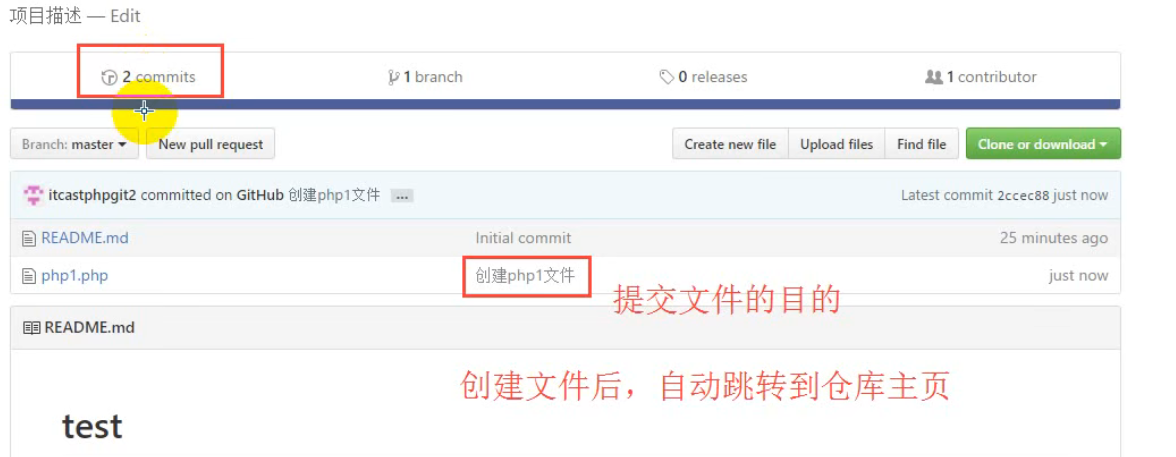 项目描述 — Edit
2 commits
1 branch
0 releases
1 contributor
Branch: master
New pull request
Create new file
Upload files
Find file
Clone or download
itcastphpgit2 committed on GitHub 创建php1文件 ...
Latest commit 2ccec88 just now
README.md
Initial commit
25 minutes ago
php1.php
创建php1文件
just now
提交文件的目的
README.md
创建文件后，自动跳转到仓库主页
test